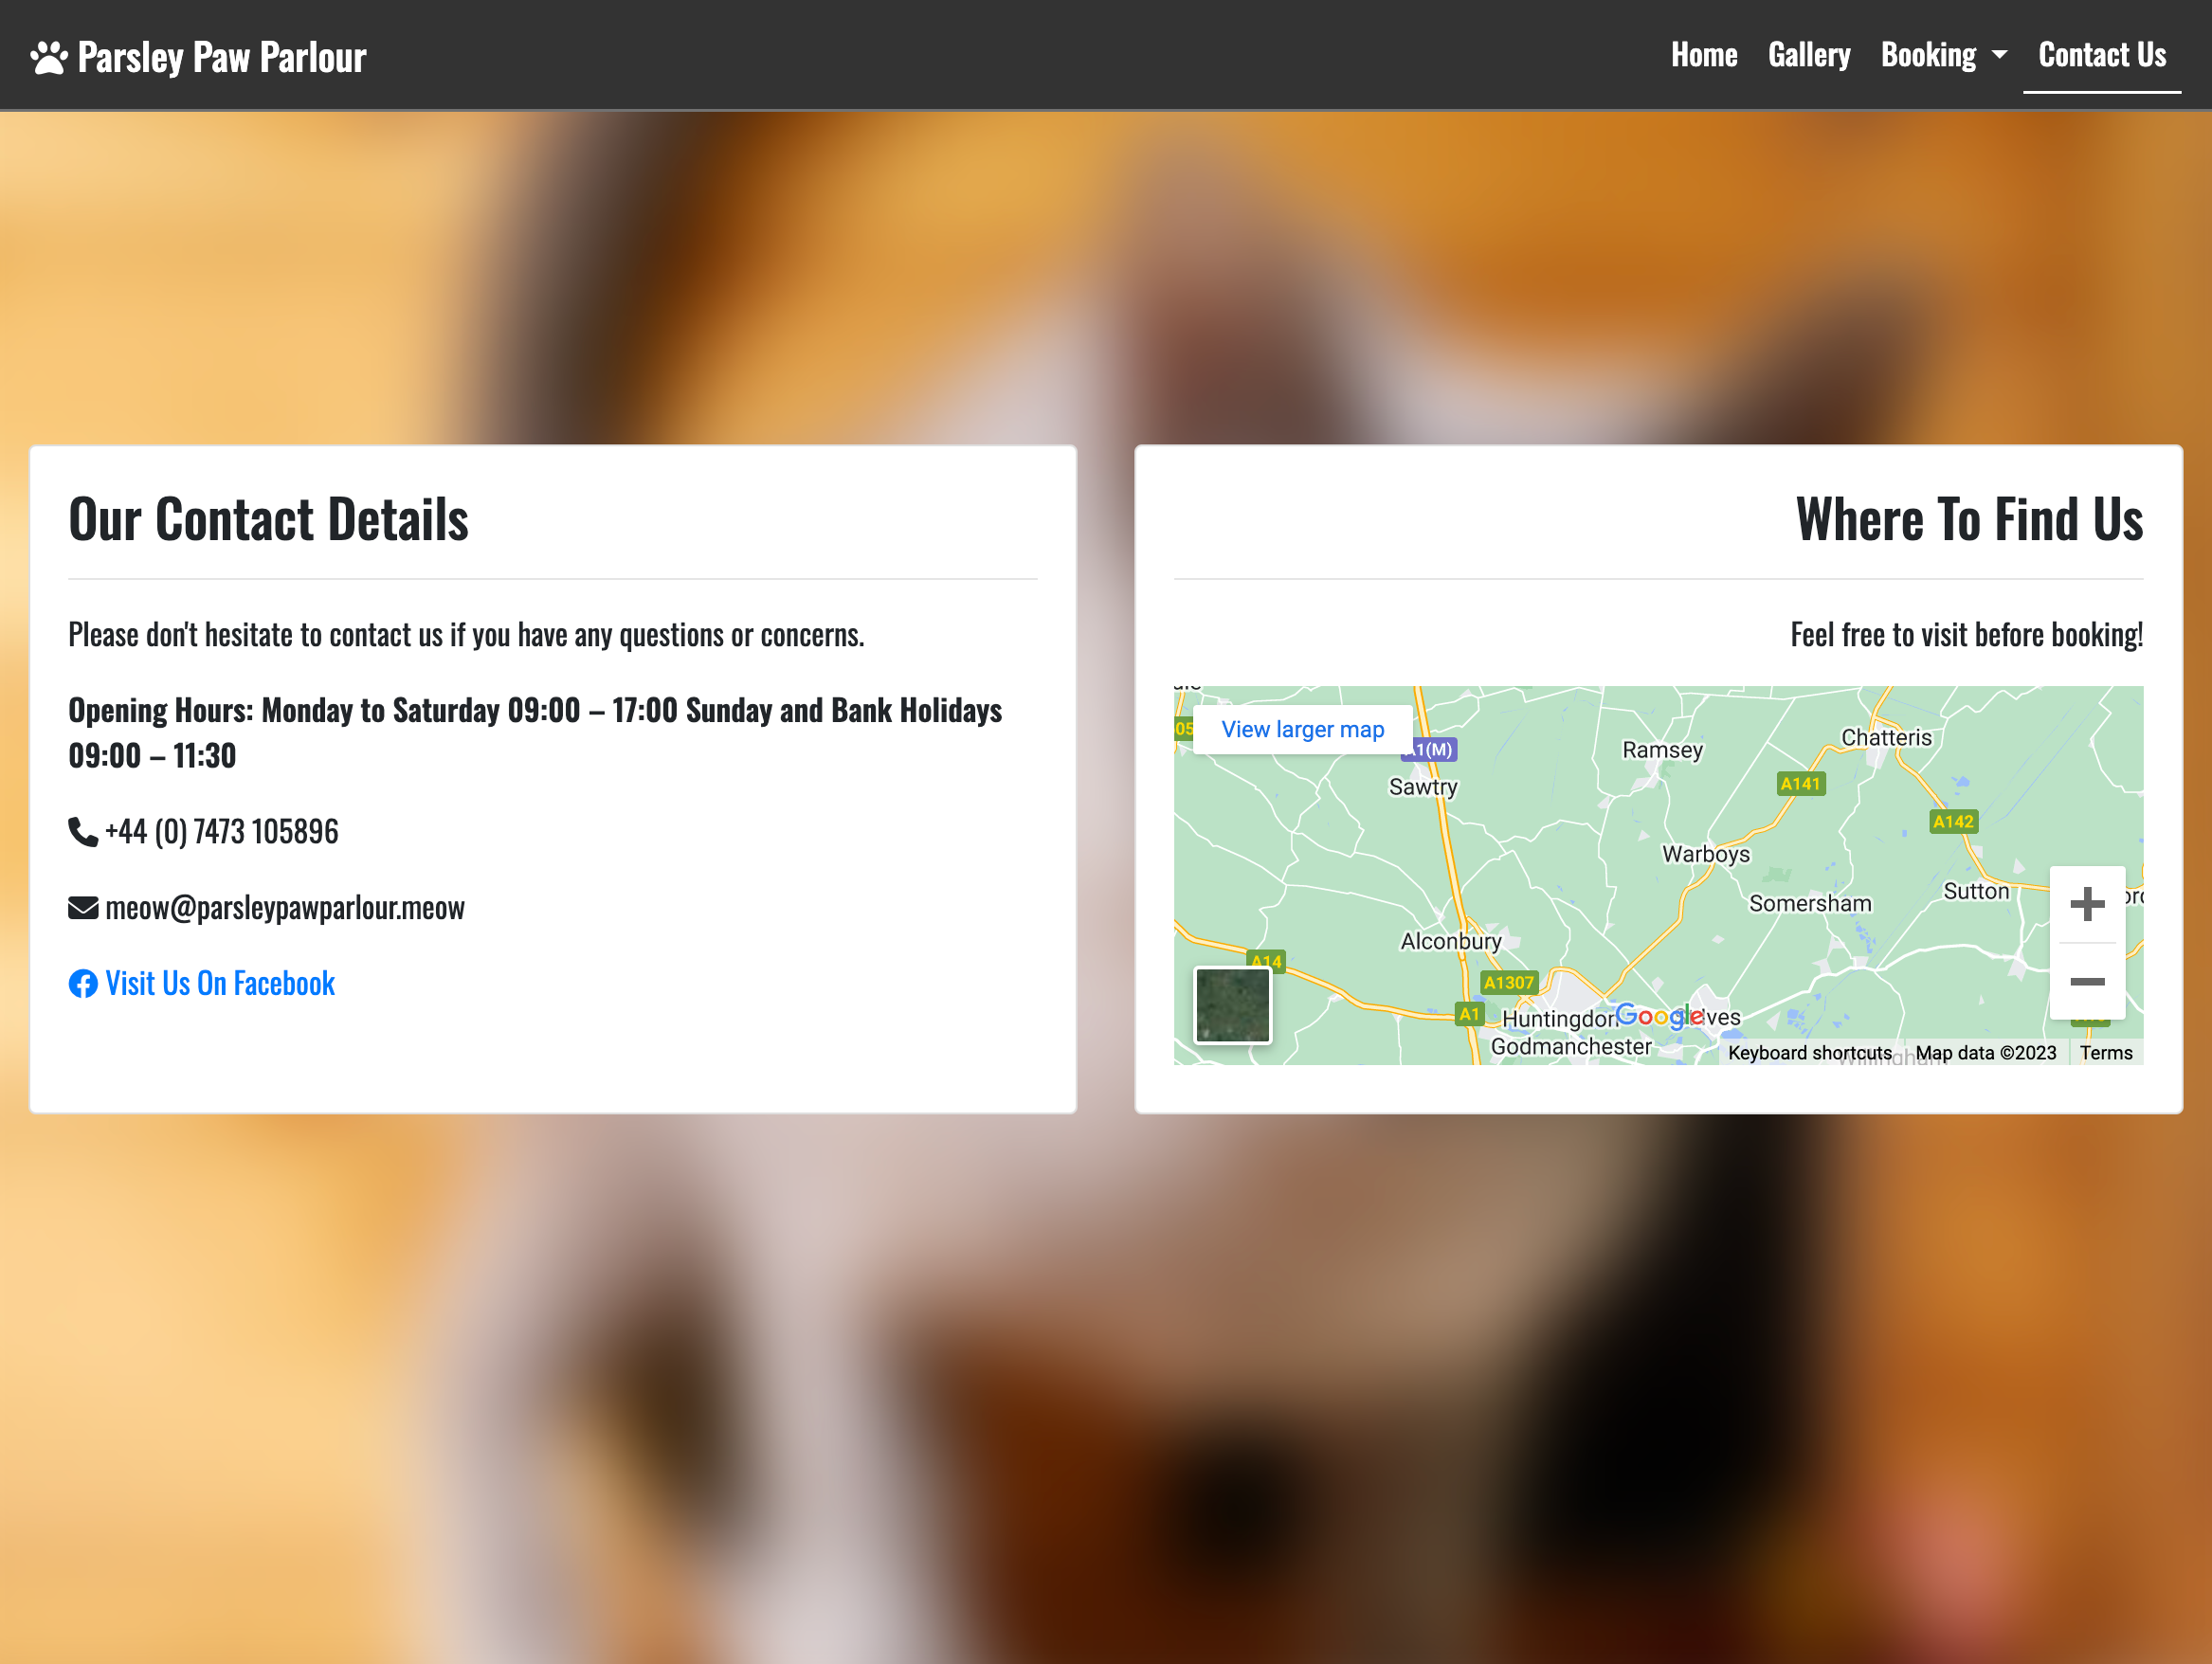 Parsley Paw Parlour
Home Gallery Booking Contact Us
Our Contact Details
Please don't hesitate to contact us if you have any questions or concerns.
Opening Hours: Monday to Saturday 09:00 – 17:00 Sunday and Bank Holidays
09:00 – 11:30
+44 (0) 7473 105896
meow@parsleypawparlour.meow
Visit Us On Facebook
Where To Find Us
Feel free to visit before booking!
View larger map
A1(M)
Ramsey
Chatteris
Sawtry
A141
A142
Warboys
Sutton
Somersham
Alconbury
A14
A1307
A1
Huntingdon
Google
Godmanchester
Keyboard shortcuts
Map data ©2023
Terms